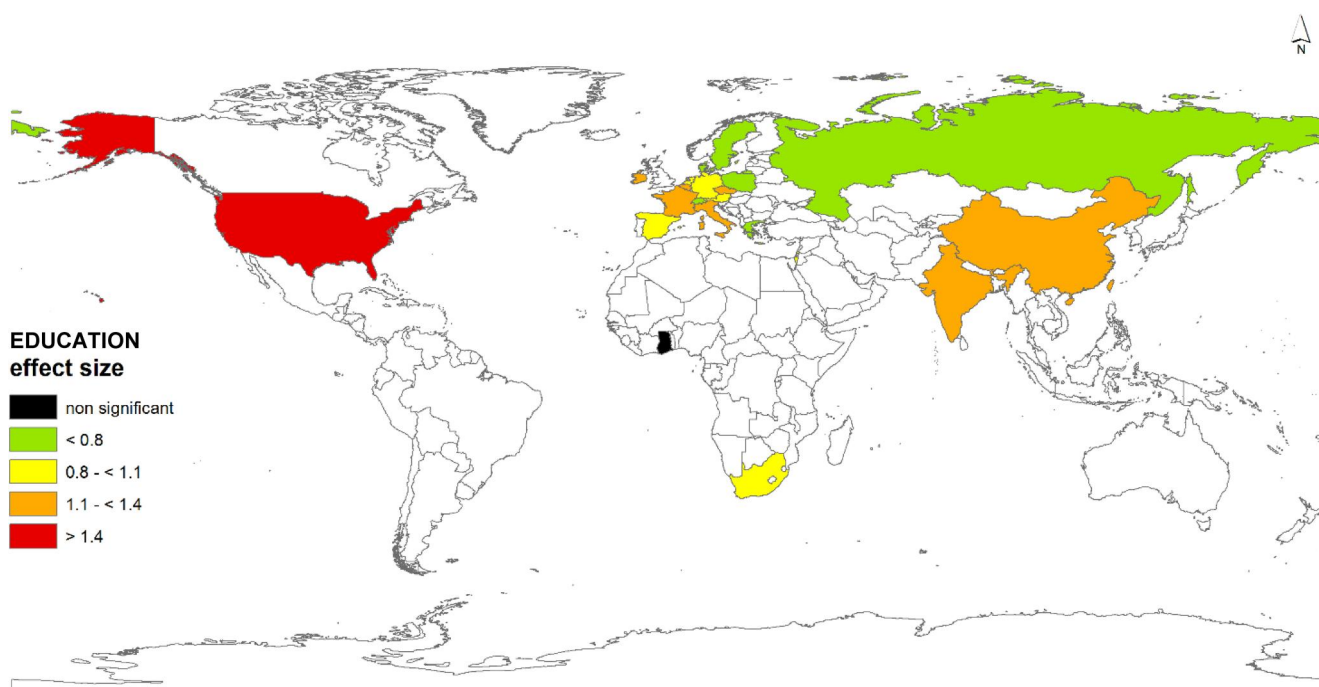 N
EDUCATION
effect size
non significant
< 0.8
0.8 - < 1.1
1.1 - < 1.4
> 1.4